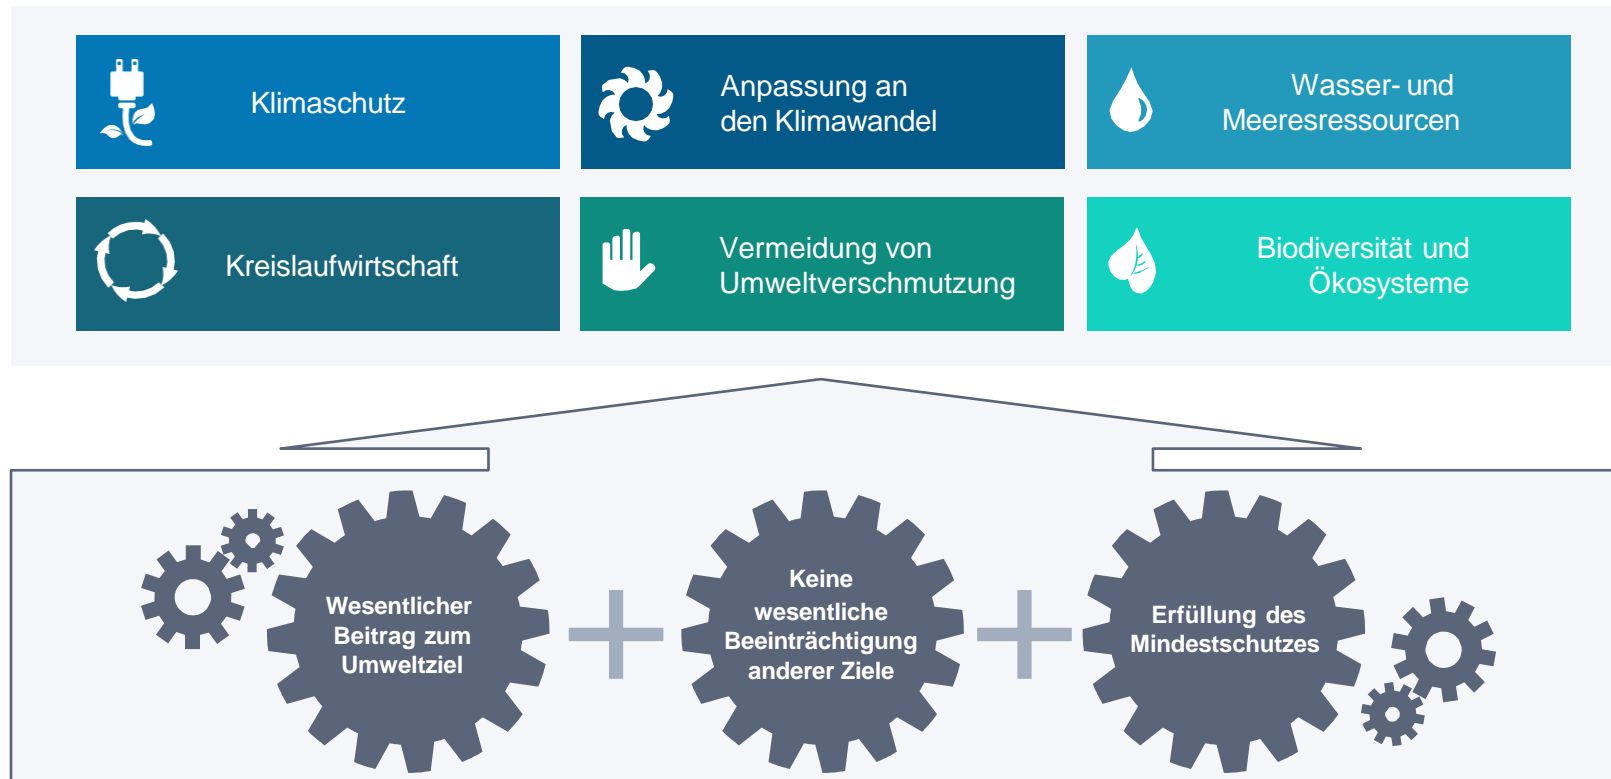 Klimaschutz
Anpassung an
den Klimawandel
Wasser- und
Meeresressourcen
Kreislaufwirtschaft
Vermeidung von
Umweltverschmutzung
Biodiversität und
Ökosysteme
Wesentlicher
Beitrag zum
Umweltziel
Keine
wesentliche
Beeinträchtigung
anderer Ziele
Erfüllung des
Mindestschutzes